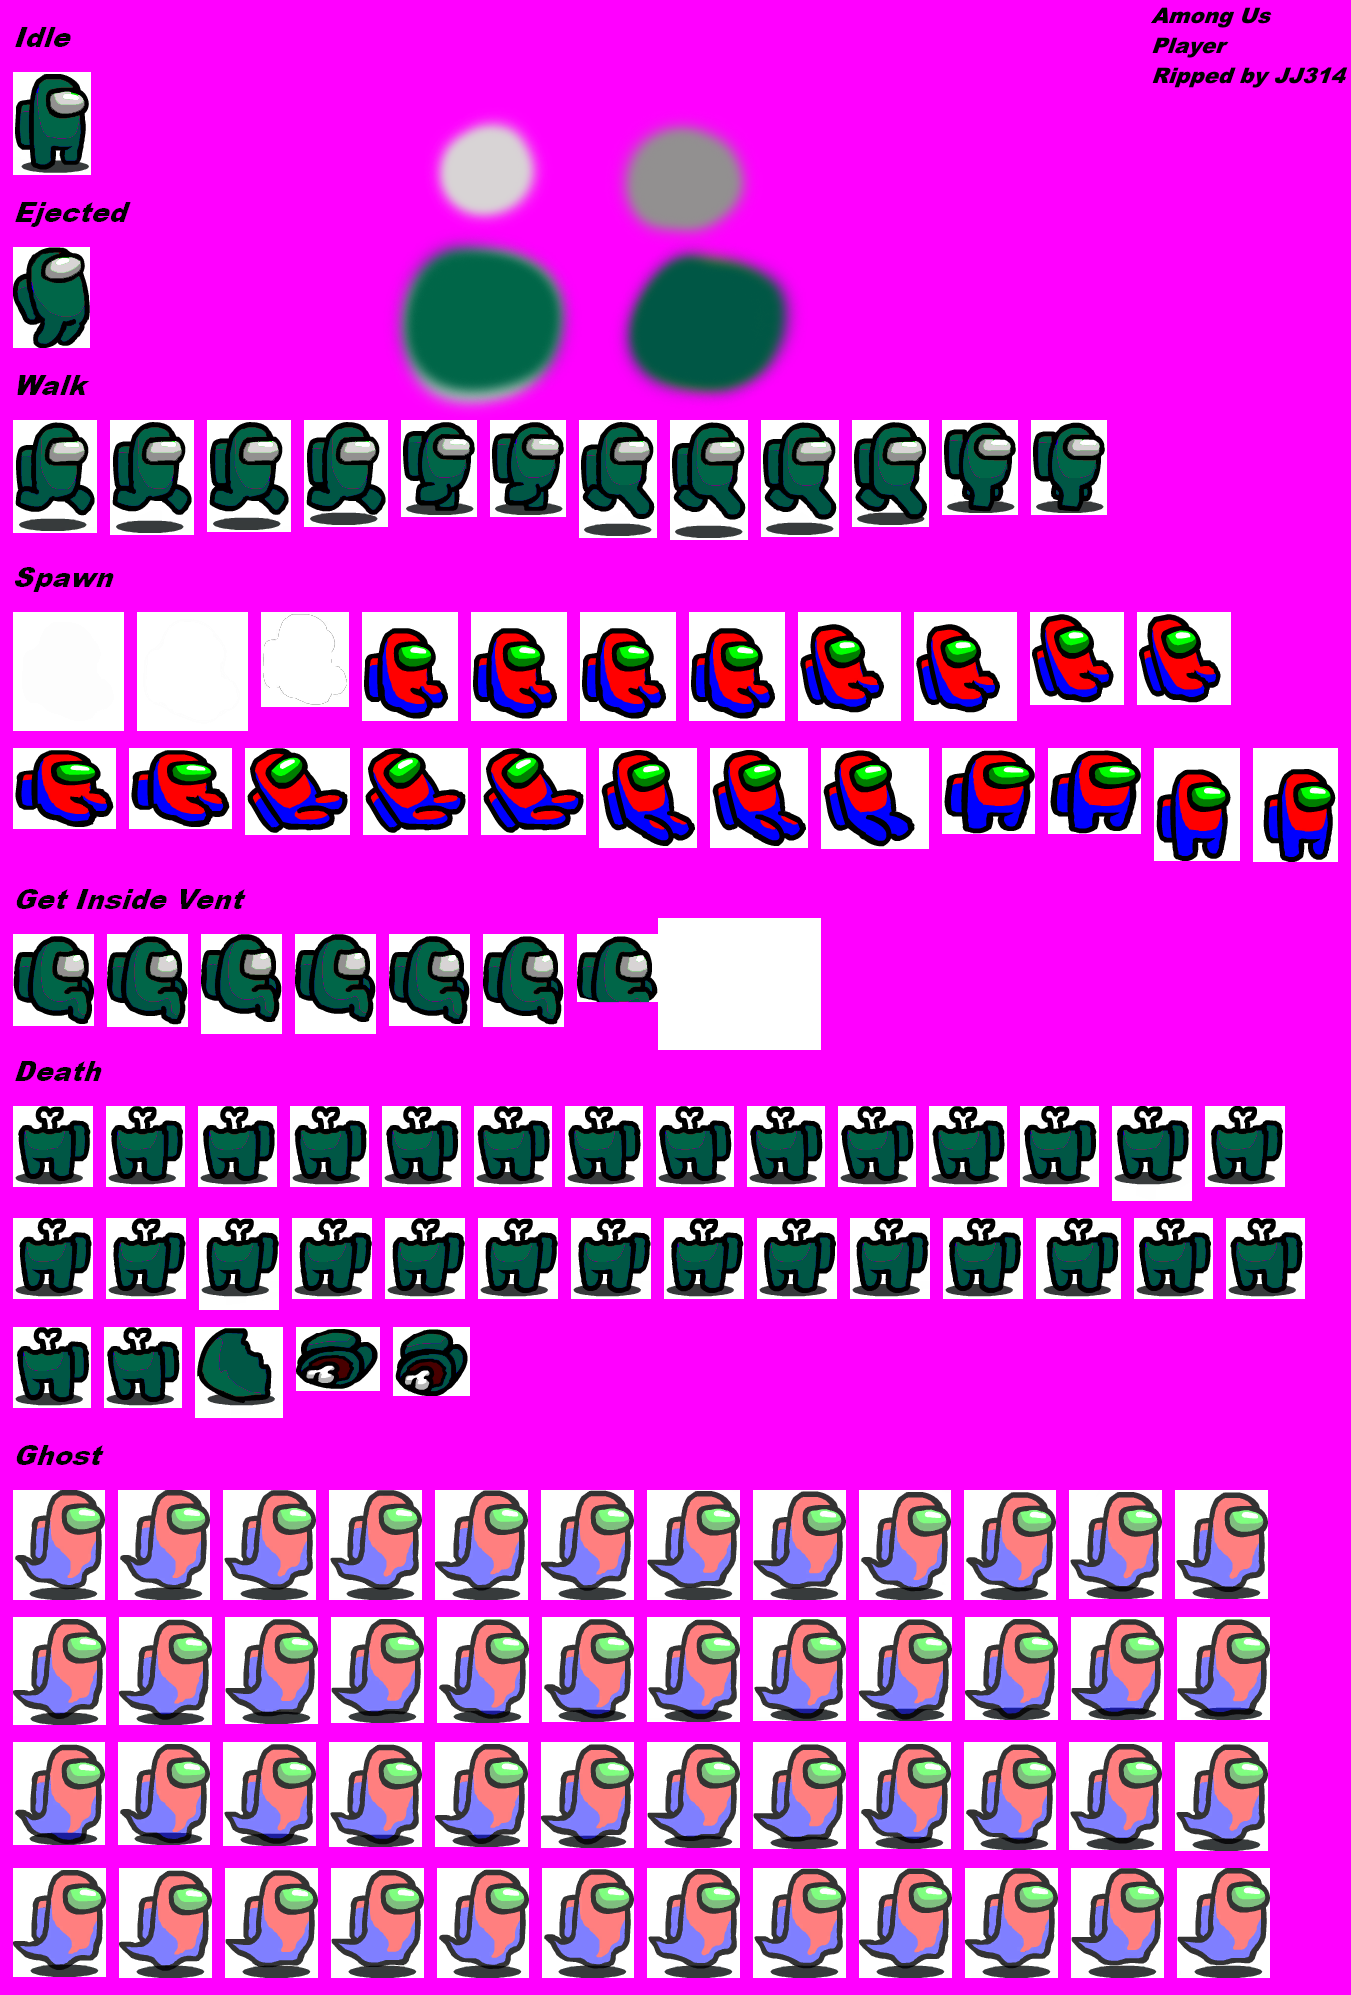 Among Us
Player
Ripped by JJ314
Idle
Ejected
Walk
Spawn
Get Inside Vent
Death
Ghost